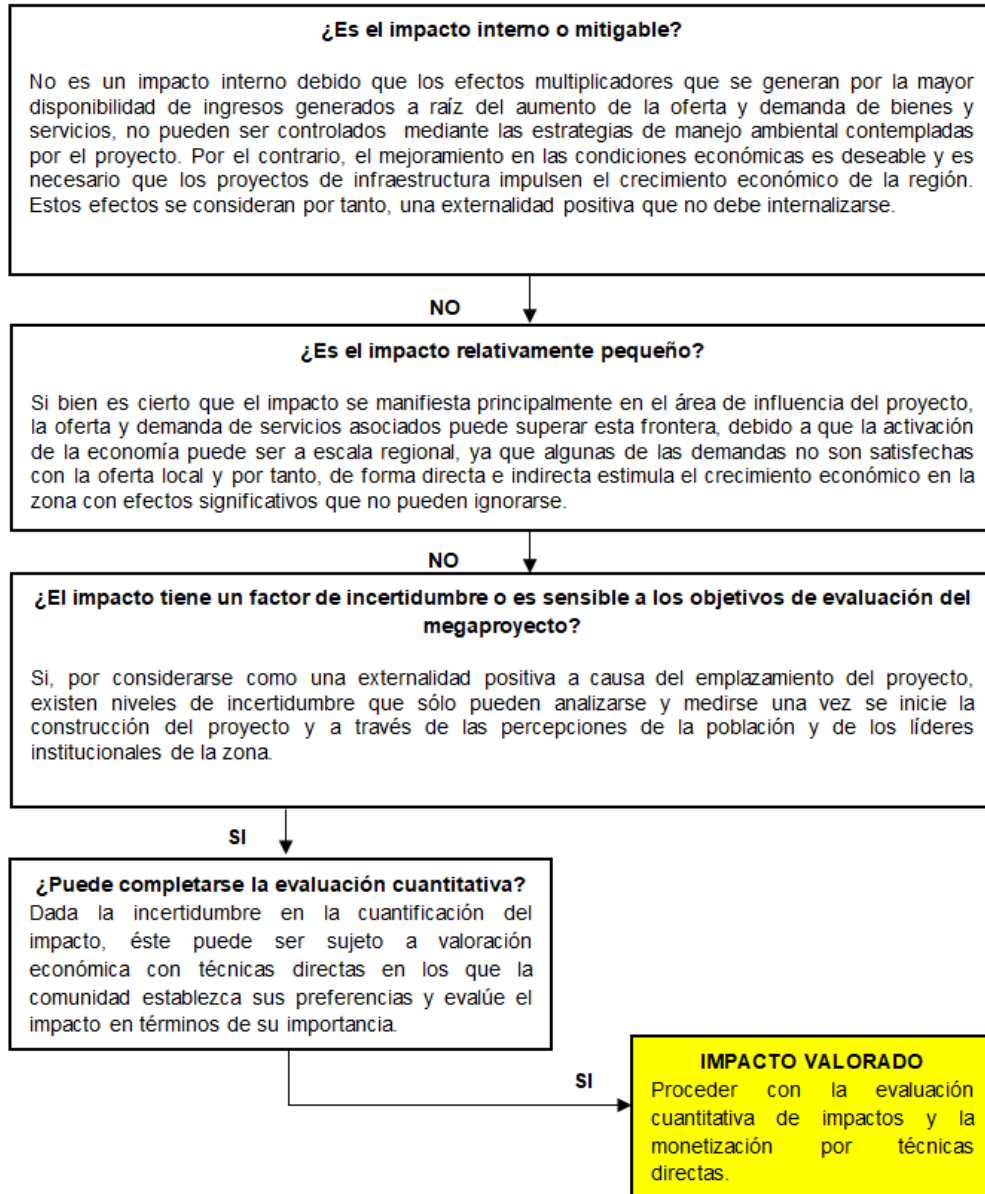 ¿Es el impacto interno o mitigable?
No es un impacto interno debido que los efectos multiplicadores que se generan por la mayor
disponibilidad de ingresos generados a raíz del aumento de la oferta y demanda de bienes y
servicios, no pueden ser controlados mediante las estrategias de manejo ambiental contempladas
por el proyecto. Por el contrario, el mejoramiento en las condiciones económicas es deseable y es
necesario que los proyectos de infraestructura impulsen el crecimiento económico de la región.
Estos efectos se consideran por tanto, una externalidad positiva que no debe internalizarse.
NO
¿Es el impacto relativamente pequeño?
Si bien es cierto que el impacto se manifiesta principalmente en el área de influencia del proyecto,
la oferta y demanda de servicios asociados puede superar esta frontera, debido a que la activación
de la economía puede ser a escala regional, ya que algunas de las demandas no son satisfechas
con la oferta local y por tanto, de forma directa e indirecta estimula el crecimiento económico en la
zona con efectos significativos que no pueden ignorarse.
NO
¿El impacto tiene un factor de incertidumbre o es sensible a los objetivos de evaluación del
megaproyecto?
Si, por considerarse como una externalidad positiva a causa del emplazamiento del proyecto,
existen niveles de incertidumbre que sólo pueden analizarse y medirse una vez se inicie la
construcción del proyecto y a través de las percepciones de la población y de los líderes
institucionales de la zona.
SI
¿Puede completarse la evaluación cuantitativa?
Dada la incertidumbre en la cuantificación del
impacto, éste puede ser sujeto a valoración
económica con técnicas directas en los que la
comunidad establezca sus preferencias y evalúe el
impacto en términos de su importancia.
SI
IMPACTO VALORADO
Proceder con la evaluación
cuantitativa de impactos y la
monetización por técnicas
directas.